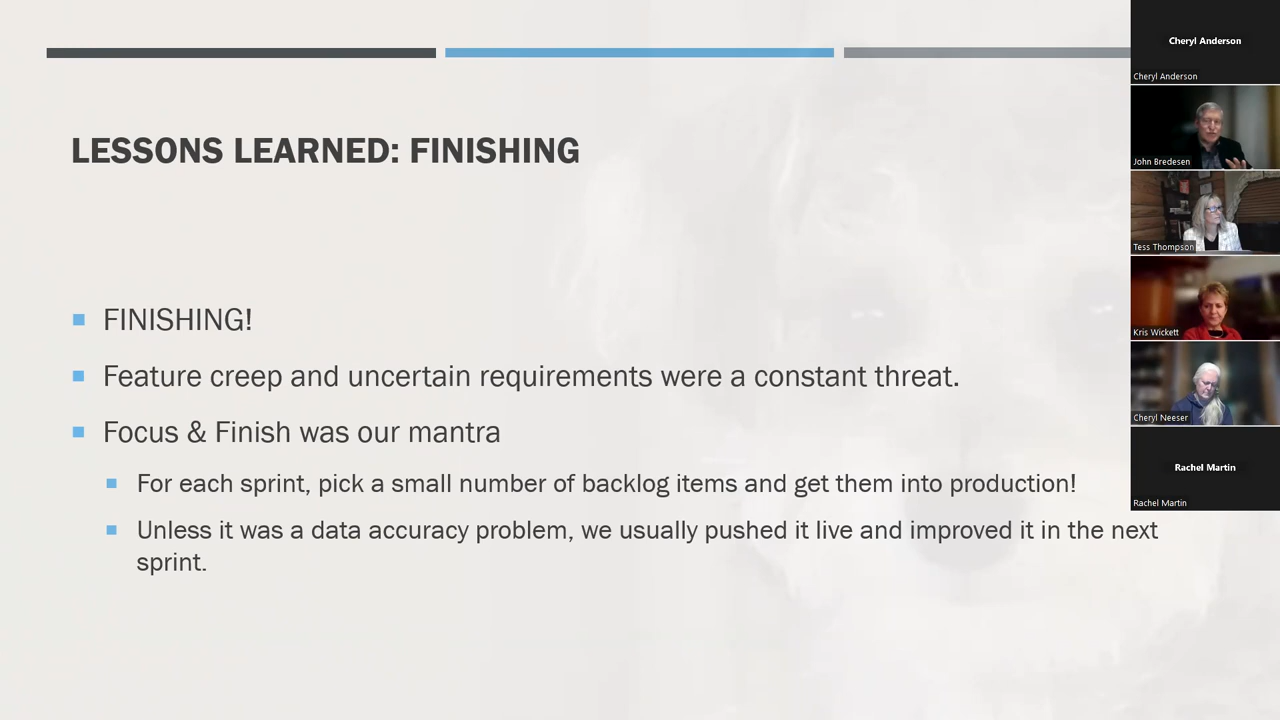 LESSONS LEARNED: FINISHING
FINISHING!
Feature creep and uncertain requirements were a constant threat.
Focus & Finish was our mantra
For each sprint, pick a small number of backlog items and get them into production!
Unless it was a data accuracy problem, we usually pushed it live and improved it in the next
sprint.
Cheryl Anderson
Cheryl Anderson
John Bredesen
Tess Thompson
Kris Wickett
Cheryl Neeser
Rachel Martin
Rachel Martin